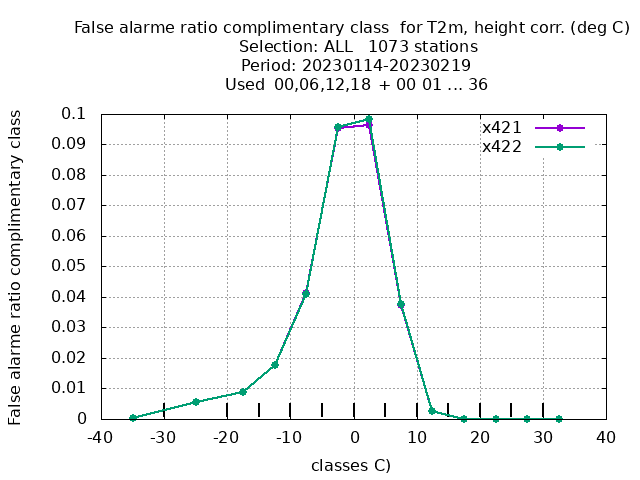 False alarme ratio complimentary class  for T2m, height corr. (deg C)
Selection: ALL   1073 stations
Period: 20230114-20230219
Used  00,06,12,18 + 00 01 ... 36
False alarme ratio complimentary class
0.1
0.09
0.08
0.07
0.06
0.05
0.04
0.03
0.02
0.01
0
x421
x422
-40 -30 -20 -10 0 10 20 30 40
classes C)